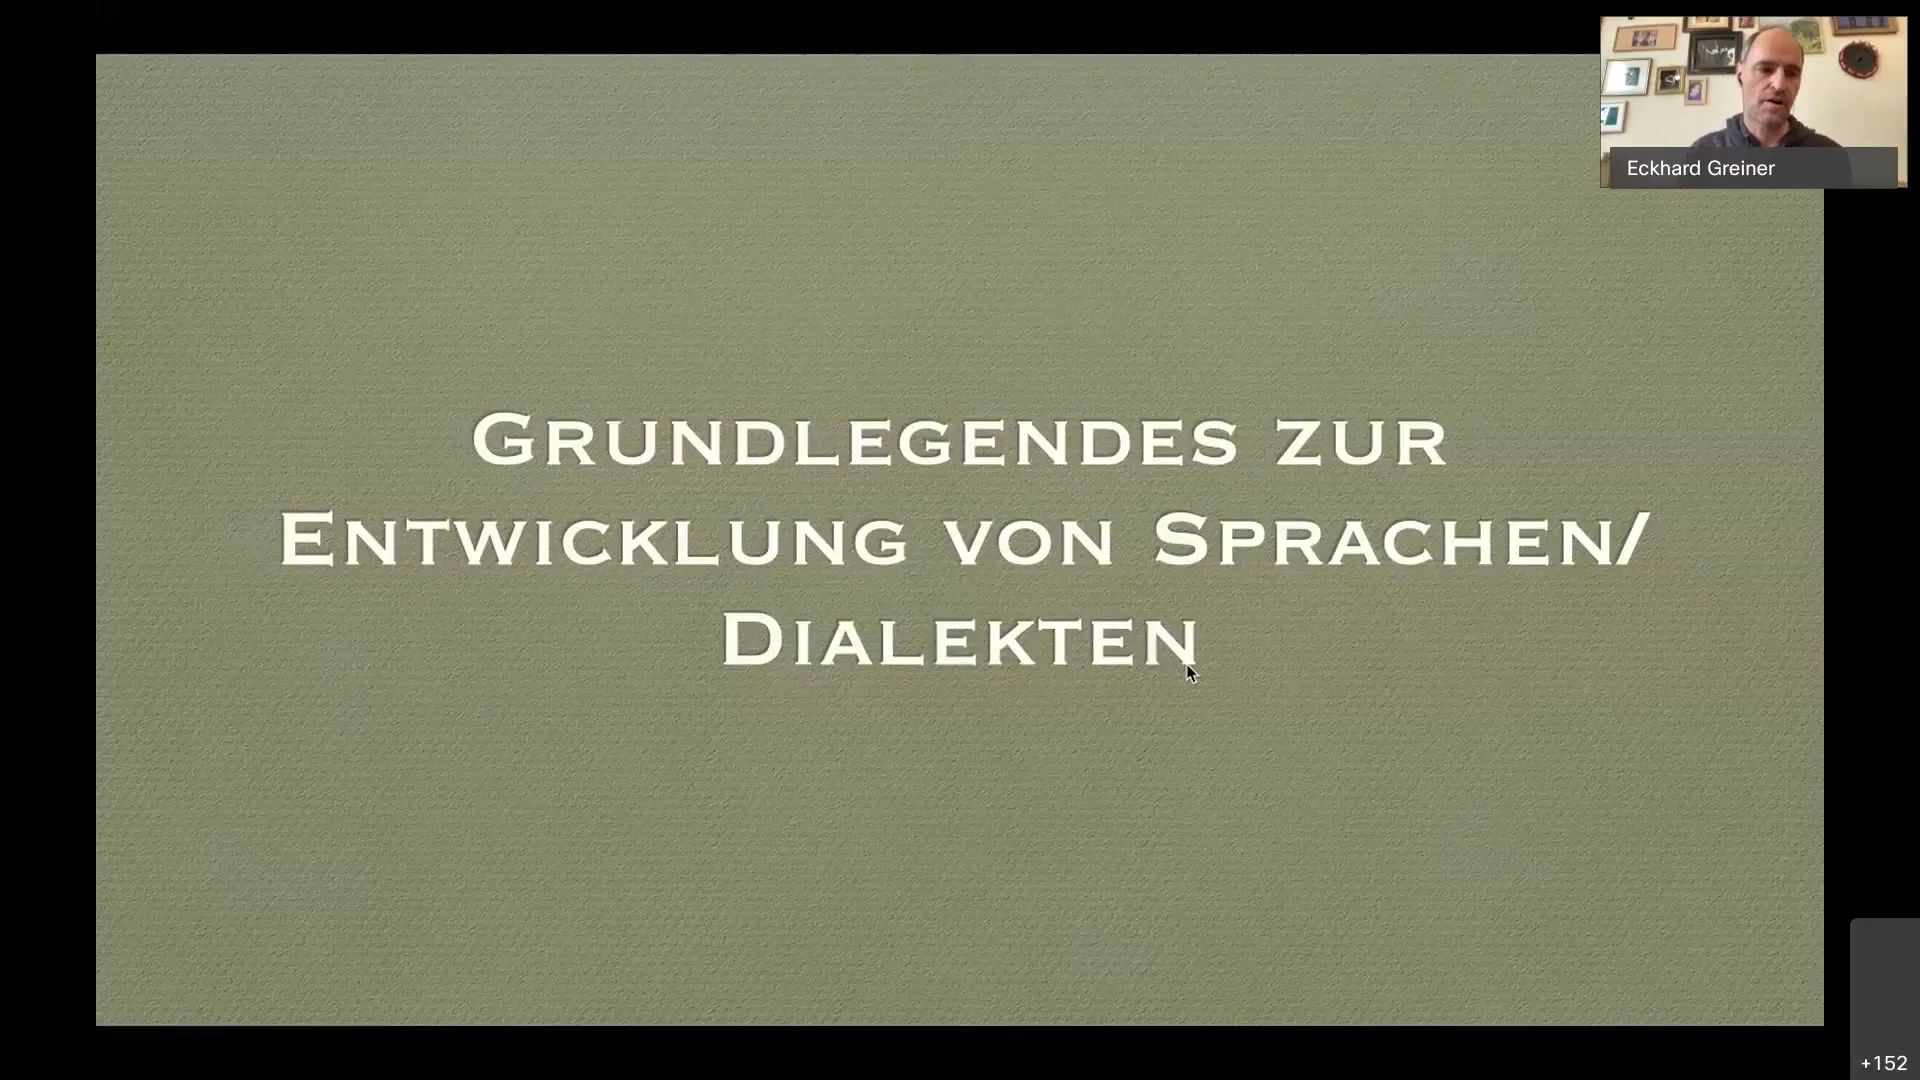 Eckhard Greiner
Grundlegendes zur
Entwicklung von Sprachen/
Dialekten
+152